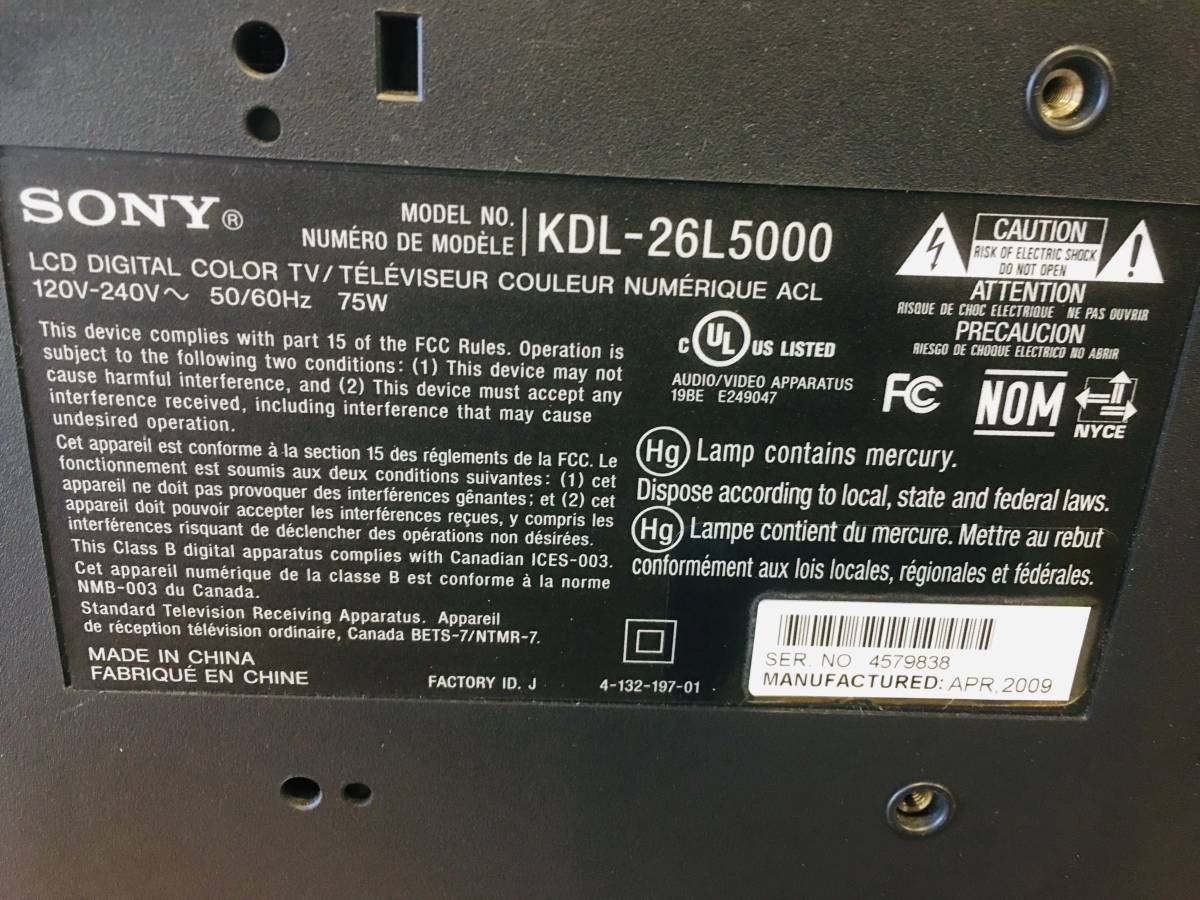 SONY®
MODEL NO.
NUMÉRO DE MODÈLE
KDL-26L5000
LCD DIGITAL COLOR TV/TÉLÉVISEUR COULEUR NUMÉRIQUE ACL
120V-240V~ 50/60Hz 75W
This device complies with part 15 of the FCC Rules. Operation is
subject to the following two conditions: (1) This device may not
cause harmful interference, and (2) This device must accept any
interference received, including interference that may cause
undesired operation.
Cet appareil est conforme à la section 15 des réglements de la FCC. Le
fonctionnement est soumis aux deux conditions suivantes: (1) cet
appareil ne doit pas provoquer des interférences gênantes; et (2) cet
appareil doit pouvoir accepter les interférences reçues, y compris les
interférences risquant de déclencher des opérations non désirées.
This Class B digital apparatus complies with Canadian ICES-003.
Cet appareil numérique de la classe B est conforme à la norme
NMB-003 du Canada.
Standard Television Receiving Apparatus. Appareil
de réception télévision ordinaire, Canada BETS-7/NTMR-7.
MADE IN CHINA
FABRIQUÉ EN CHINE
FACTORY ID. J
4-132-197-01
CAUTION
RISK OF ELECTRIC SHOCK
DO NOT OPEN
ATTENTION
RISQUE DE CHOC ELECTRIQUE NE PAS OUVRIR
PRECAUCION
RIESGO DE CHOQUE ELECTRICO NO ABRIR
C UL US LISTED
AUDIO/VIDEO APPARATUS
19BE E249047
FC
NOM
NYCE
Hg Lamp contains mercury.
Dispose according to local, state and federal laws.
Hg Lampe contient du mercure. Mettre au rebut
conformément aux lois locales, régionales et fédérales.
SER. NO 4579838
MANUFACTURED: APR, 2009